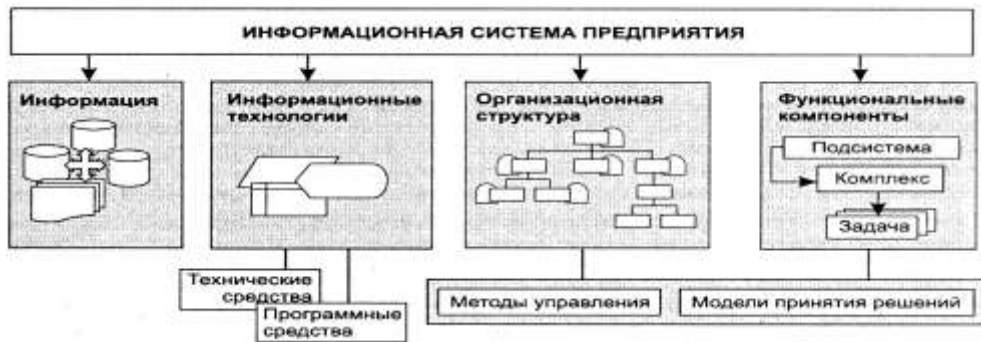 ИНФОРМАЦИОННАЯ СИСТЕМА ПРЕДПРИЯТИЯ
Информация
Информационные
технологии
Организационная
структура
Функциональные
компоненты
Подсистема
Комплекс
Задача
Технические
средства
Программные
средства
Методы управления
Модели принятия решений